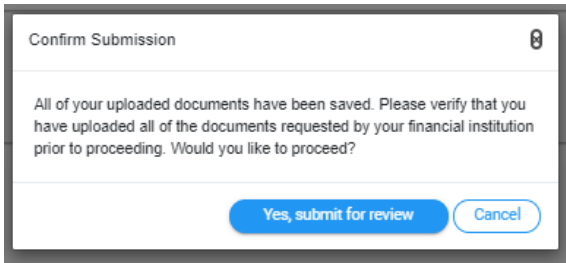 Confirm Submission
All of your uploaded documents have been saved. Please verify that you
have uploaded all of the documents requested by your financial institution
prior to proceeding. Would you like to proceed?
Yes, submit for review
Cancel